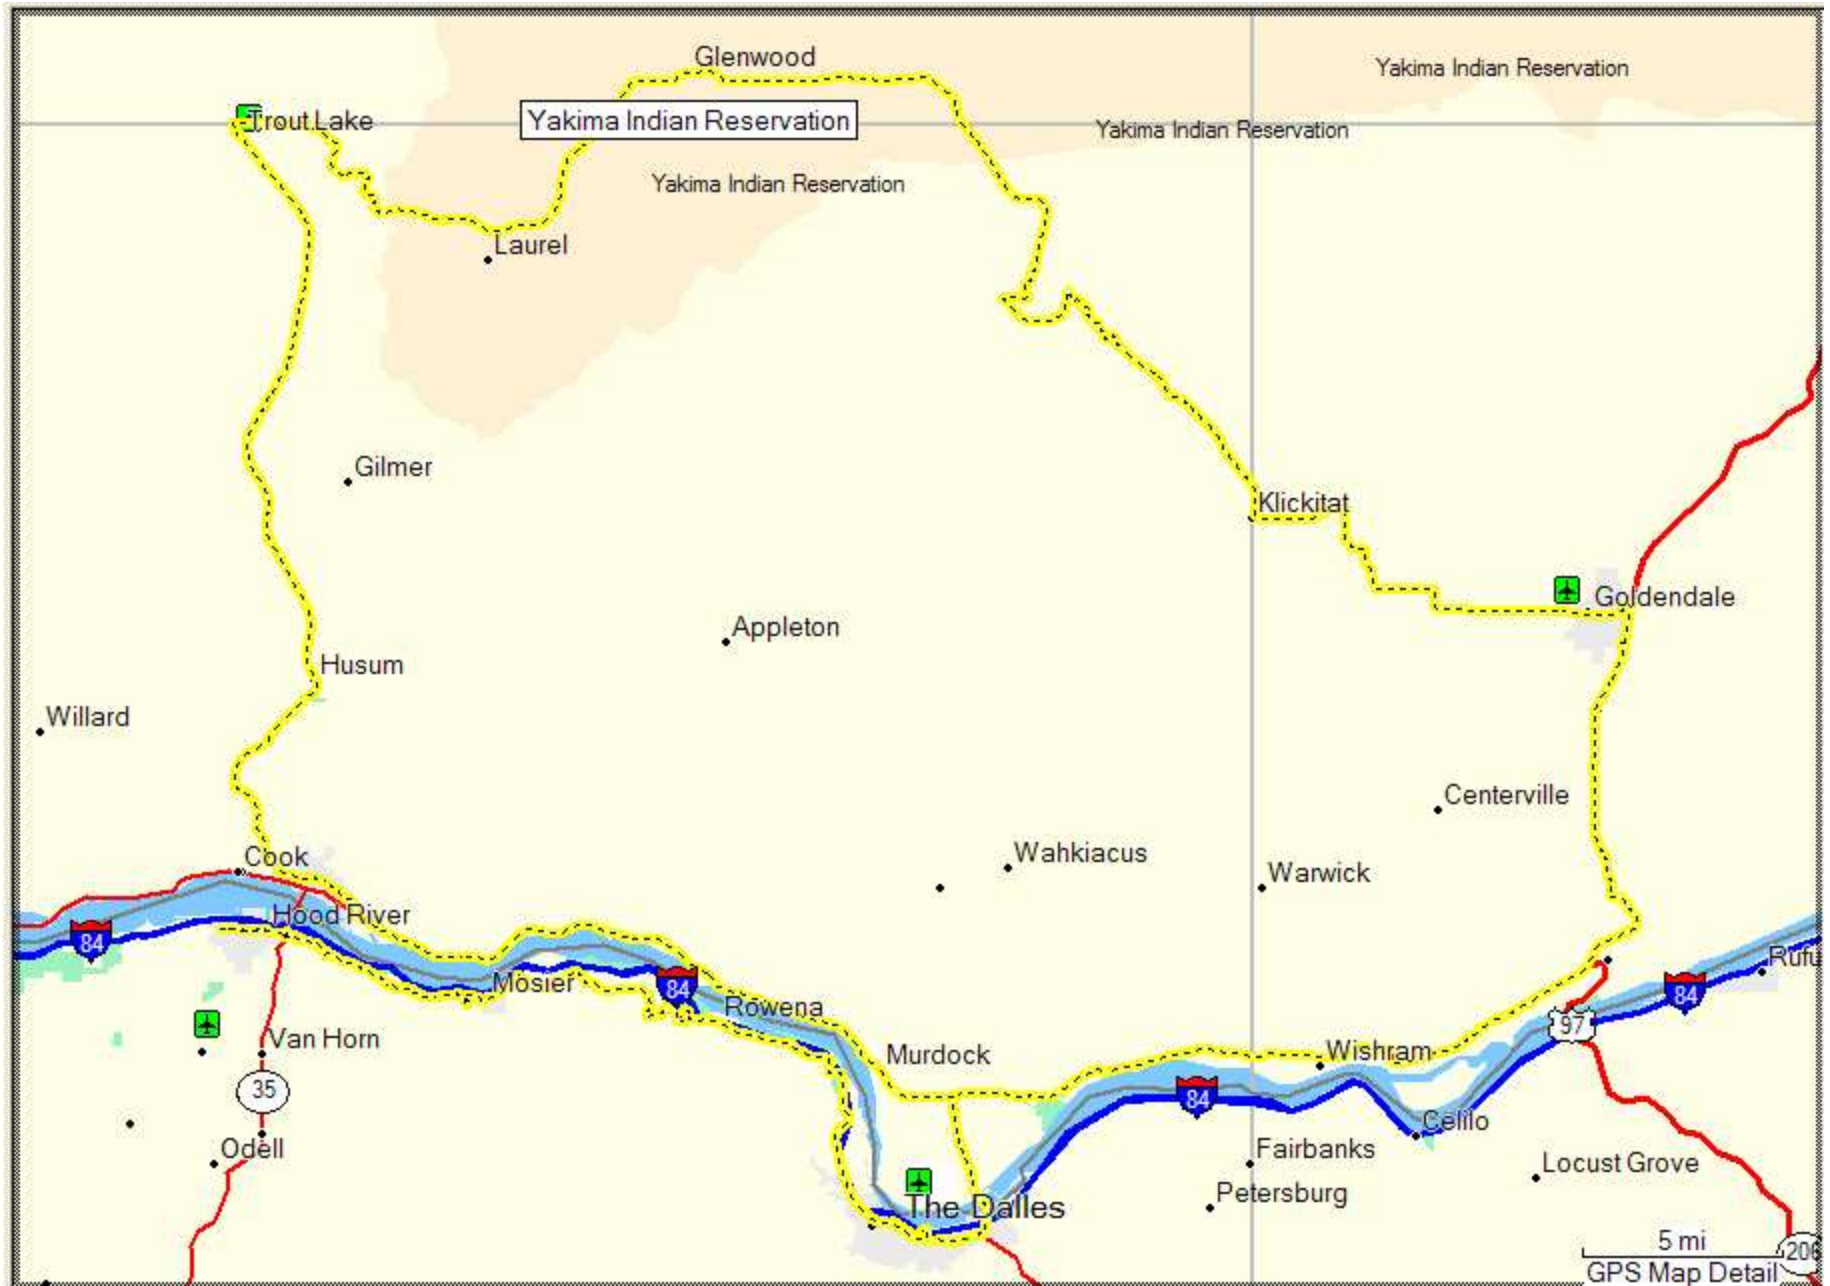 Glenwood
Yakima Indian Reservation
Trout Lake
Yakima Indian Reservation
Yakima Indian Reservation
Yakima Indian Reservation
Laurel
Gilmer
Klickitat
Goldendale
Appleton
Husum
Willard
Centerville
Cook
Wahkiacus
Warwick
Hood River
84
Mosier
84
Rowena
84
Rufu
97
Van Horn
Murdock
Wishram
35
84
Celilo
Odell
Fairbanks
Locust Grove
The Dalles
Petersburg
5 mi
206
GPS Map Detail